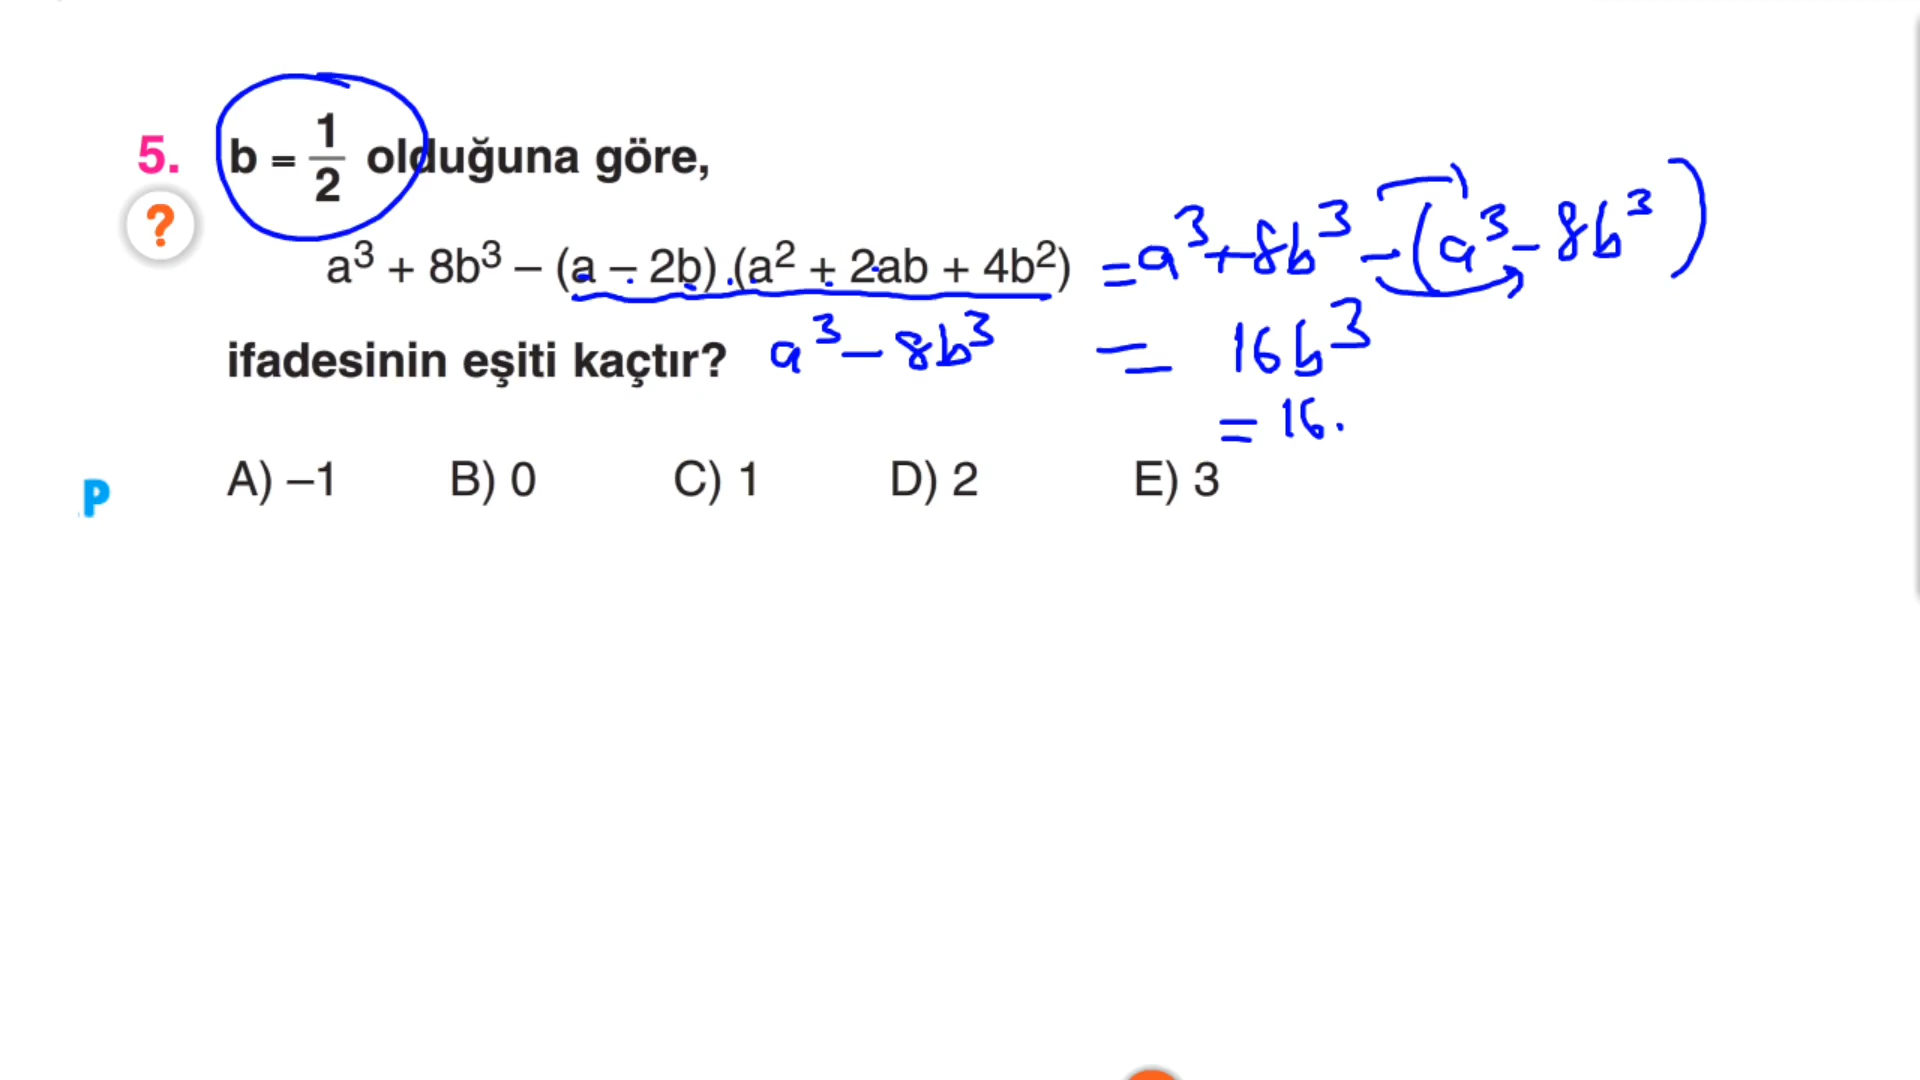 5. b = 1/2 olduğuna göre,
?
a³ + 8b³ – (a – 2b).(a² + 2ab + 4b²) = a³ + 8b³ – (a³ – 8b³)
ifadesinin eşiti kaçtır? a³ – 8b³ = 16b³
= 16.
A) –1 B) 0 C) 1 D) 2 E) 3
P